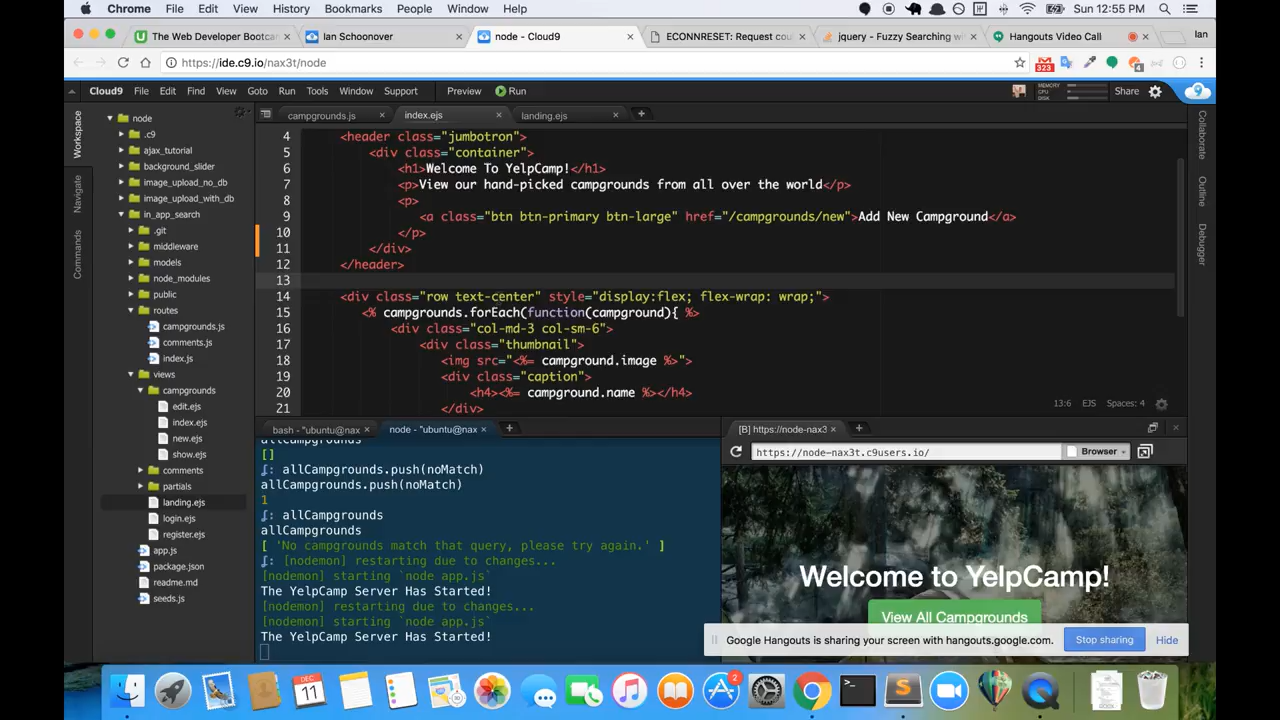 Chrome File Edit View History Bookmarks People Window Help Sun 12:55 PM
The Web Developer Bootca Ian Schoonover node - Cloud9 ECONNRESET: Request cou jquery - Fuzzy Searching wi Hangouts Video Call Ian
https://ide.c9.io/nax3t/node 323
Cloud9 File Edit Find View Goto Run Tools Window Support Preview Run MEMORY CPU DISK Share
campgrounds.js index.ejs landing.ejs
Workspace
Navigate
Commands
node
.c9
ajax_tutorial
background_slider
image_upload_no_db
image_upload_with_db
in_app_search
.git
middleware
models
node_modules
public
routes
campgrounds.js
comments.js
index.js
views
campgrounds
edit.ejs
index.ejs
new.ejs
show.ejs
comments
partials
landing.ejs
login.ejs
register.ejs
app.js
package.json
readme.md
seeds.js
4 <header class="jumbotron">
5 <div class="container">
6 <h1>Welcome To YelpCamp!</h1>
7 <p>View our hand-picked campgrounds from all over the world</p>
8 <p>
9 <a class="btn btn-primary btn-large" href="/campgrounds/new">Add New Campground</a>
10 </p>
11 </div>
12 </header>
13
14 <div class="row text-center" style="display:flex; flex-wrap: wrap;">
15 <% campgrounds.forEach(function(campground){ %>
16 <div class="col-md-3 col-sm-6">
17 <div class="thumbnail">
18 <img src="<%= campground.image %>">
19 <div class="caption">
20 <h4><%= campground.name %></h4>
21 </div>
13:6 EJS Spaces: 4
Collaborate
Outline
Debugger
bash - "ubuntu@nax node - "ubuntu@nax
allCampgrounds
[]
allCampgrounds.push(noMatch)
allCampgrounds.push(noMatch)
1
allCampgrounds
allCampgrounds
[ 'No campgrounds match that query, please try again.' ]
[nodemon] restarting due to changes...
[nodemon] starting `node app.js`
The YelpCamp Server Has Started!
[nodemon] restarting due to changes...
[nodemon] starting `node app.js`
The YelpCamp Server Has Started!
[B] https://node-nax3
https://node-nax3t.c9users.io/ Browser
Welcome to YelpCamp!
View All Campgrounds
Google Hangouts is sharing your screen with hangouts.google.com. Stop sharing Hide
DEC
11
2